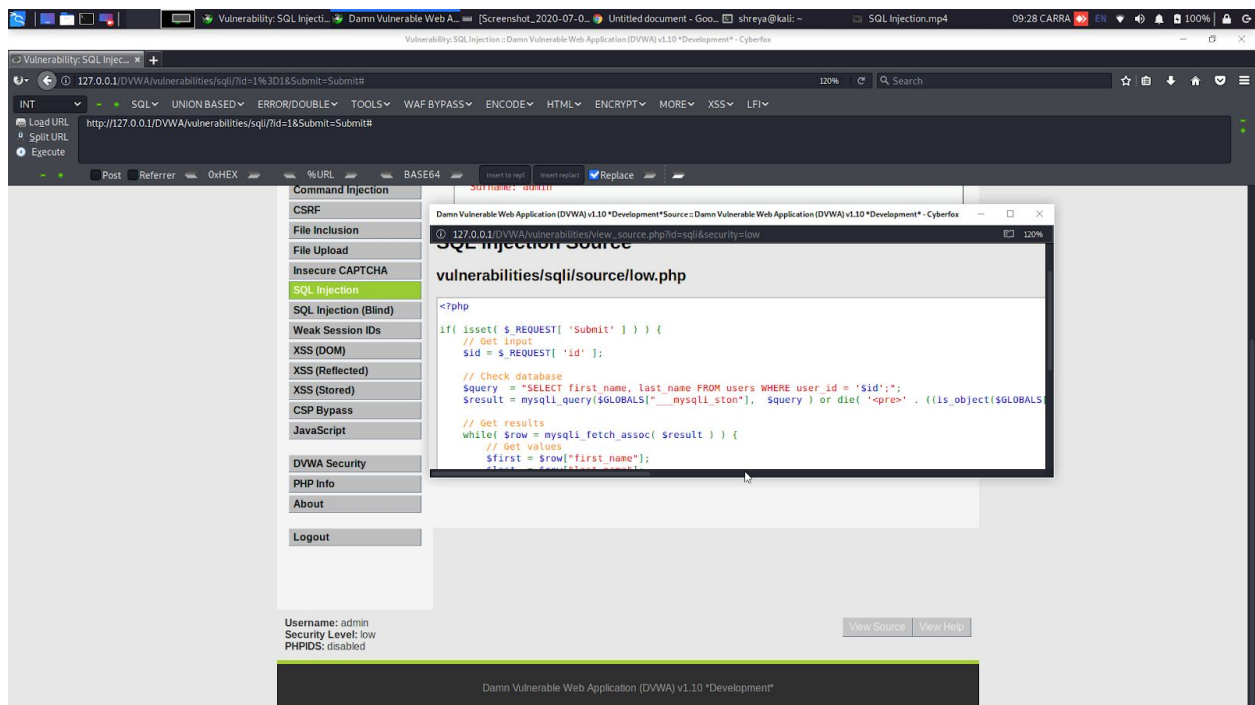 Vulnerability: SQL Injecti... Damn Vulnerable Web A... [Screenshot_2020-07-0... Untitled document - Goo... shreya@kali: ~ SQL Injection.mp4 09:28 CARRA EN 100% G
Vulnerability: SQL Injection :: Damn Vulnerable Web Application (DVWA) v1.10 *Development* - Cyberfox
Vulnerability: SQL Injec... × +
127.0.0.1/DVWA/vulnerabilities/sqli/?id=1%3D1&Submit=Submit# 120% Search
INT SQL UNION BASED ERROR/DOUBLE TOOLS WAF BYPASS ENCODE HTML ENCRYPT MORE XSS LFI
Load URL http://127.0.0.1/DVWA/vulnerabilities/sqli/?id=1&Submit=Submit#
Split URL
Execute
Post Referrer 0xHEX %URL BASE64 Insert to repl Insert replac Replace
Command Injection
CSRF
File Inclusion
File Upload
Insecure CAPTCHA
SQL Injection
SQL Injection (Blind)
Weak Session IDs
XSS (DOM)
XSS (Reflected)
XSS (Stored)
CSP Bypass
JavaScript
DVWA Security
PHP Info
About
Logout
Surname: admin
Damn Vulnerable Web Application (DVWA) v1.10 *Development*Source :: Damn Vulnerable Web Application (DVWA) v1.10 *Development* - Cyberfox
127.0.0.1/DVWA/vulnerabilities/view_source.php?id=sqli&security=low 120%
SQL Injection Source
vulnerabilities/sqli/source/low.php
<?php
if( isset( $_REQUEST[ 'Submit' ] ) ) {
// Get input
$id = $_REQUEST[ 'id' ];
// Check database
$query = "SELECT first_name, last_name FROM users WHERE user_id = '$id';";
$result = mysqli_query($GLOBALS["___mysqli_ston"], $query ) or die( '<pre>' . ((is_object($GLOBALS[
// Get results
while( $row = mysqli_fetch_assoc( $result ) ) {
// Get values
$first = $row["first_name"];
$last = $row["last_name"];
Username: admin
Security Level: low
PHPIDS: disabled
View Source View Help
Damn Vulnerable Web Application (DVWA) v1.10 *Development*